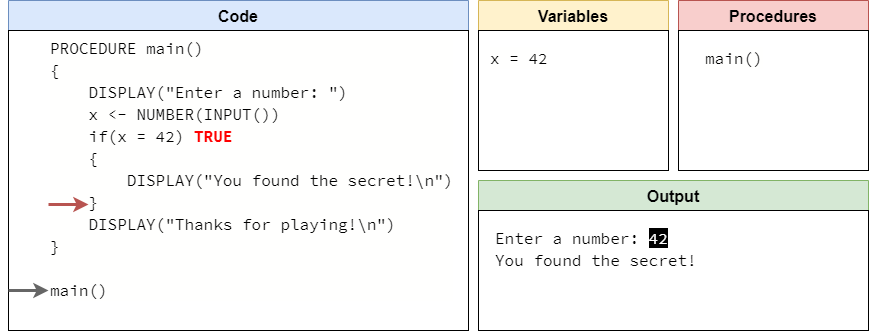 Code
PROCEDURE main()
{
DISPLAY("Enter a number: ")
x <- NUMBER(INPUT())
if(x = 42) TRUE
{
DISPLAY("You found the secret!\n")
}
DISPLAY("Thanks for playing!\n")
}
main()
Variables
x = 42
Procedures
main()
Output
Enter a number: 42
You found the secret!